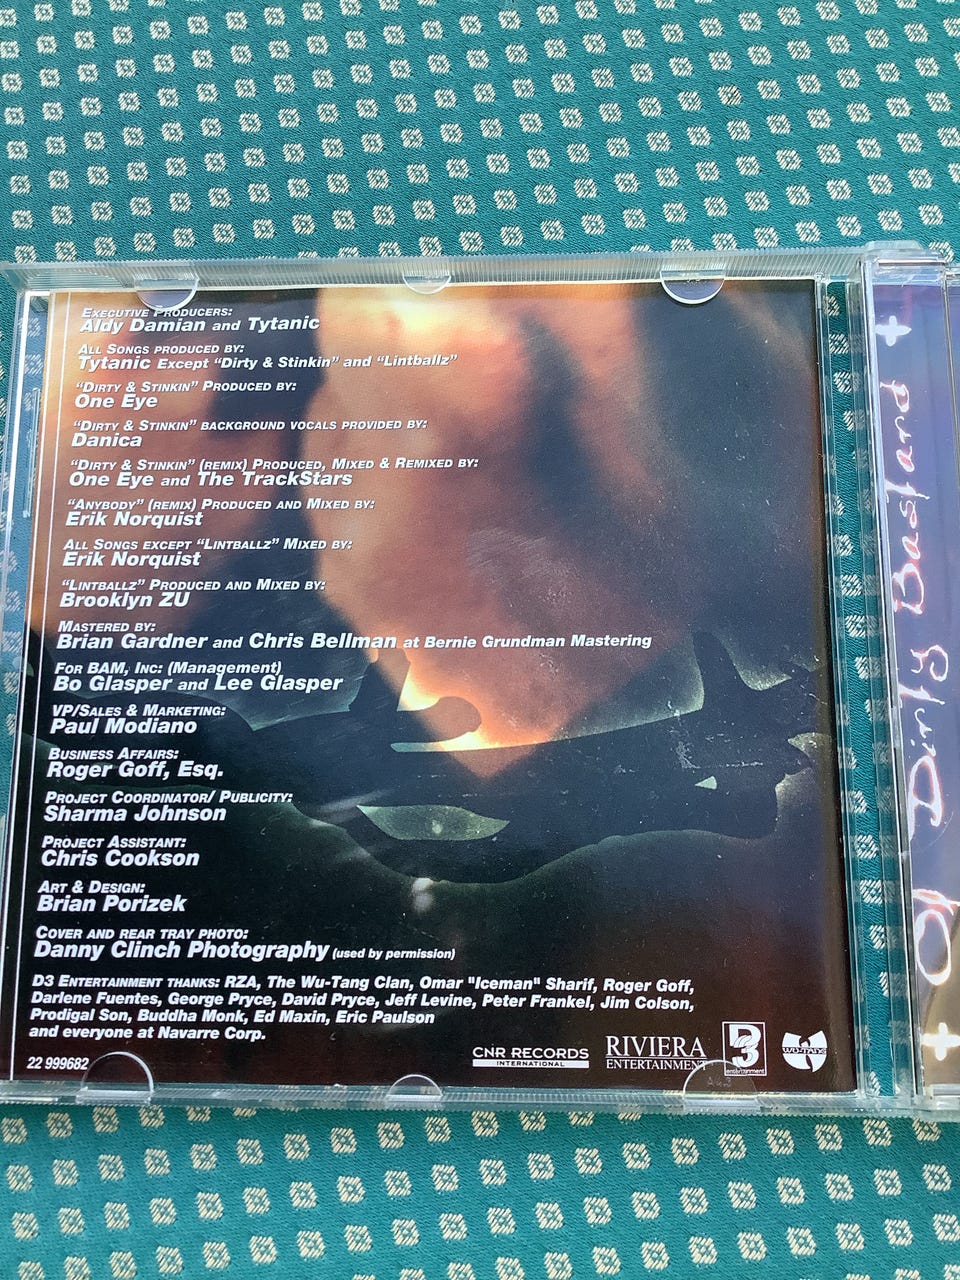 Executive Producers:
Aldy Damian and Tytanic
All Songs produced by:
Tytanic Except "Dirty & Stinkin" and "Lintballz"
"Dirty & Stinkin" Produced by:
One Eye
"Dirty & Stinkin" background vocals provided by:
Danica
"Dirty & Stinkin" (remix) Produced, Mixed & Remixed by:
One Eye and The TrackStars
"Anybody" (remix) Produced and Mixed by:
Erik Norquist
All Songs except "Lintballz" Mixed by:
Erik Norquist
"Lintballz" Produced and Mixed by:
Brooklyn ZU
Mastered by:
Brian Gardner and Chris Bellman at Bernie Grundman Mastering
For BAM, Inc: (Management)
Bo Glasper and Lee Glasper
VP/Sales & Marketing:
Paul Modiano
Business Affairs:
Roger Goff, Esq.
Project Coordinator/ Publicity:
Sharma Johnson
Project Assistant:
Chris Cookson
Art & Design:
Brian Porizek
Cover and rear tray photo:
Danny Clinch Photography (used by permission)
D3 Entertainment thanks: RZA, The Wu-Tang Clan, Omar "Iceman" Sharif, Roger Goff,
Darlene Fuentes, George Pryce, David Pryce, Jeff Levine, Peter Frankel, Jim Colson,
Prodigal Son, Buddha Monk, Ed Maxin, Eric Paulson
and everyone at Navarre Corp.
22 999682
CNR RECORDS
INTERNATIONAL
RIVIERA
ENTERTAINMENT
D3
entertainment
WU-TANG
Ol Dirty Bastard